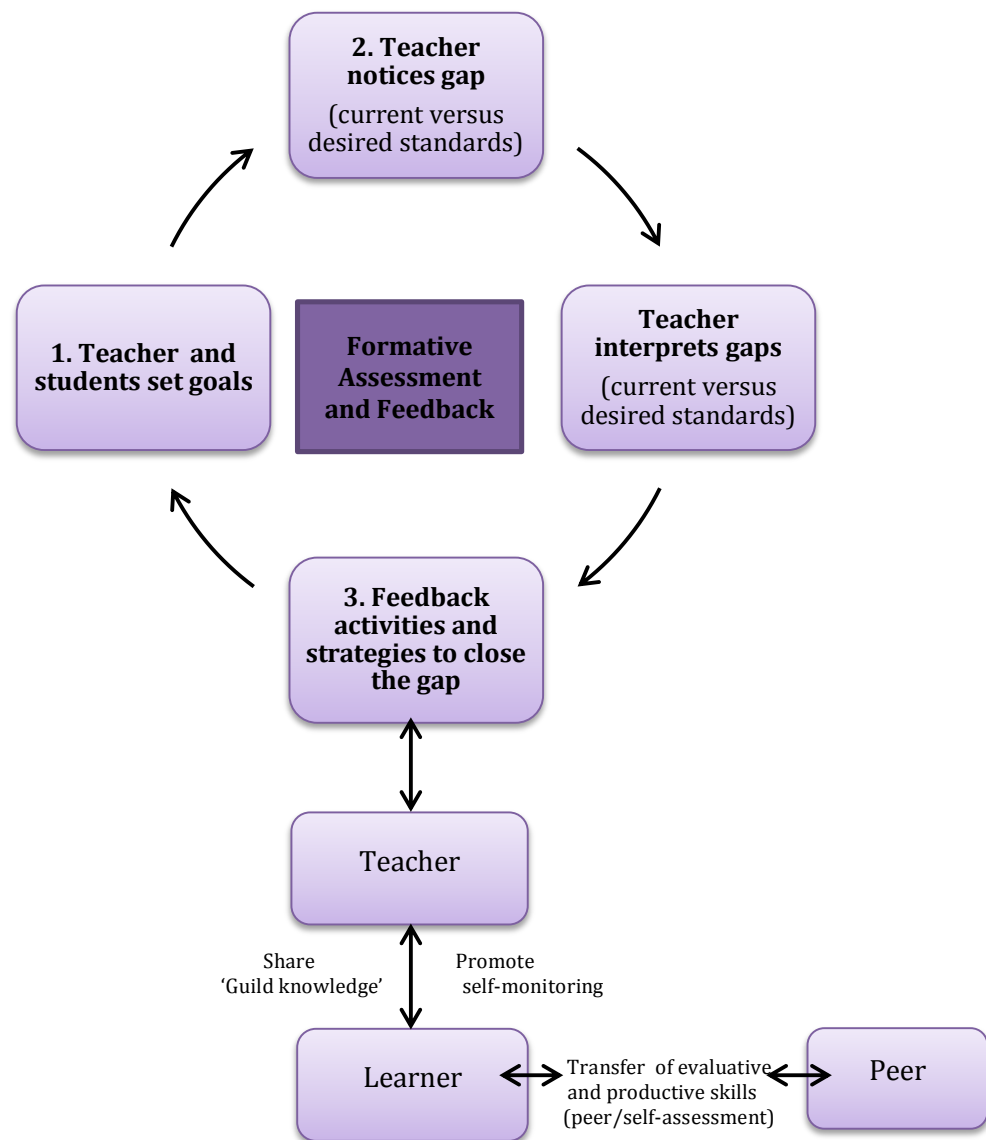 2. Teacher
notices gap
(current versus
desired standards)
1. Teacher and
students set goals
Formative
Assessment
and Feedback
Teacher
interprets gaps
(current versus
desired standards)
3. Feedback
activities and
strategies to close
the gap
Teacher
Share
‘Guild knowledge’
Promote
self-monitoring
Learner
Transfer of evaluative
and productive skills
(peer/self-assessment)
Peer